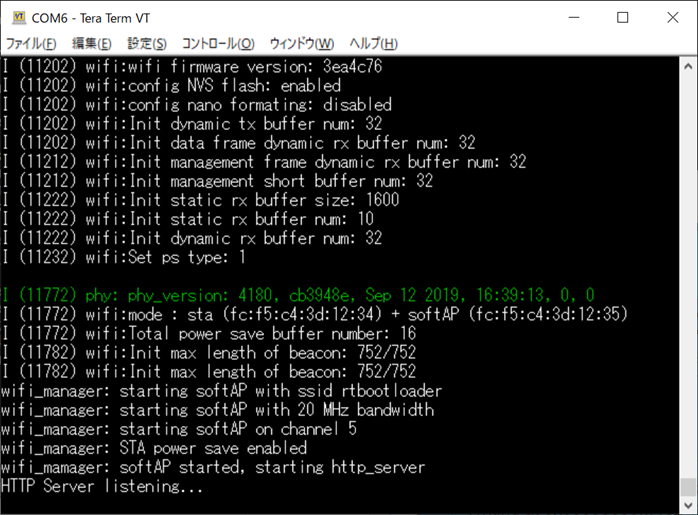 COM6 - Tera Term VT
ファイル(F) 編集(E) 設定(S) コントロール(O) ウィンドウ(W) ヘルプ(H)
I (11202) wifi:wifi firmware version: 3ea4c76
I (11202) wifi:config NVS flash: enabled
I (11202) wifi:config nano formating: disabled
I (11202) wifi:Init dynamic tx buffer num: 32
I (11202) wifi:Init data frame dynamic rx buffer num: 32
I (11212) wifi:Init management frame dynamic rx buffer num: 32
I (11212) wifi:Init management short buffer num: 32
I (11222) wifi:Init static rx buffer size: 1600
I (11222) wifi:Init static rx buffer num: 10
I (11222) wifi:Init dynamic rx buffer num: 32
I (11232) wifi:Set ps type: 1
I (11772) phy: phy_version: 4180, cb3948e, Sep 12 2019, 16:39:13, 0, 0
I (11772) wifi:mode : sta (fc:f5:c4:3d:12:34) + softAP (fc:f5:c4:3d:12:35)
I (11772) wifi:Total power save buffer number: 16
I (11782) wifi:Init max length of beacon: 752/752
I (11782) wifi:Init max length of beacon: 752/752
wifi_manager: starting softAP with ssid rtbootloader
wifi_manager: starting softAP with 20 MHz bandwidth
wifi_manager: starting softAP on channel 5
wifi_manager: STA power save enabled
wifi_mamager: softAP started, starting http_server
HTTP Server listening...